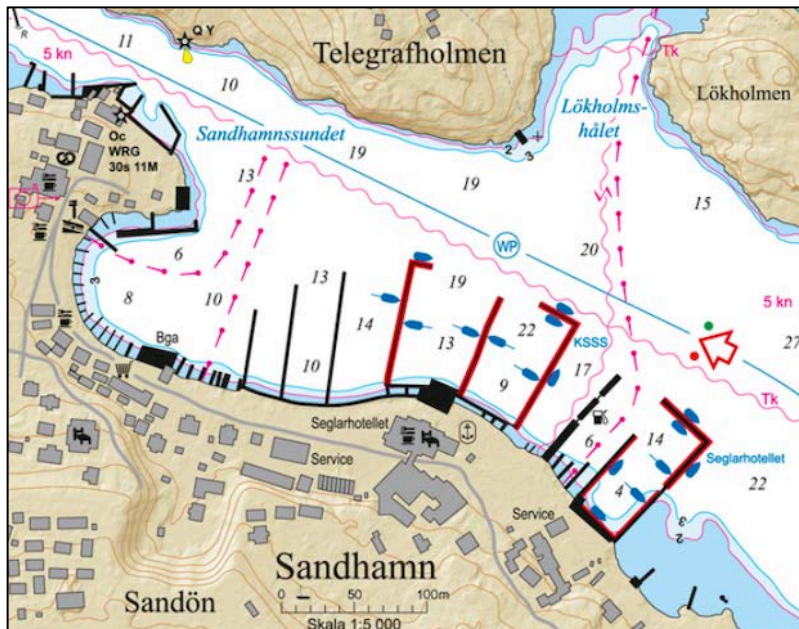 R
5 kn
11
Q Y
Telegrafholmen
Tk
10
Lökholmen
Lökholms-
hålet
Sandhamnssundet
Oc
WRG
30s 11M
2
3
19
13
19
15
WP
20
6
13
19
5 kn
3
8
10
14
13
22
KSSS
27
Bga
10
9
17
Tk
Seglarhotellet
6
14
Seglarhotellet
4
22
Service
Service
2
3
Sandhamn
0
50
100m
Skala 1:5 000
Sandön